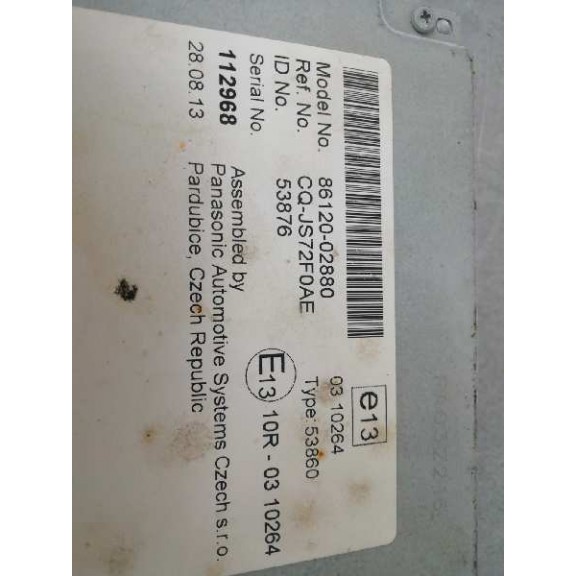 Model No. 86120-02880
Ref. No. CQ-JS72F0AE
ID No. 53876
Serial No.
112968
28.08.13
e13
03 10264
Type: 53860
E13 10R - 03 10264
Assembled by
Panasonic Automotive Systems Czech s.r.o.
Pardubice, Czech Republic